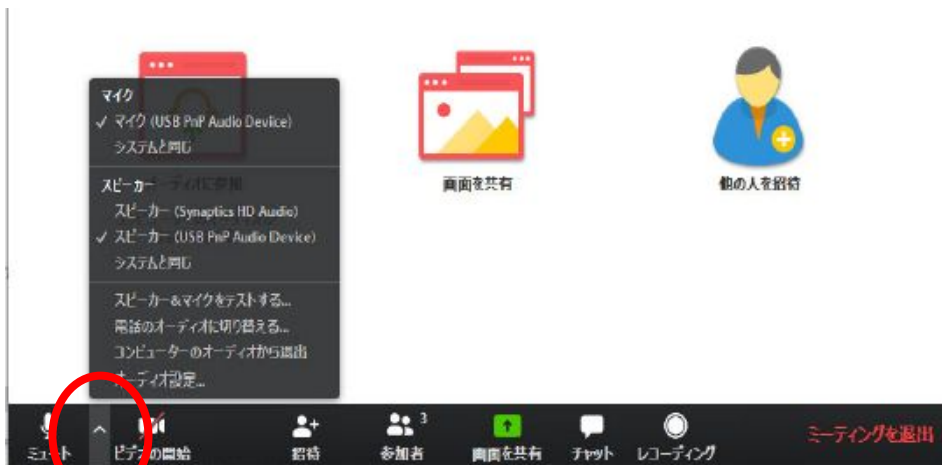 マイク
✓ マイク (USB PnP Audio Device)
システムと同じ
スピーカー
スピーカー (Synaptics HD Audio)
✓ スピーカー (USB PnP Audio Device)
システムと同じ
スピーカー&マイクをテストする...
電話のオーディオに切り替える...
コンピューターのオーディオから退出
オーディオ設定...
画面を共有
他の人を招待
ミュート
ビデオの開始
招待
参加者 3
画面を共有
チャット
レコーディング
ミーティングを退出